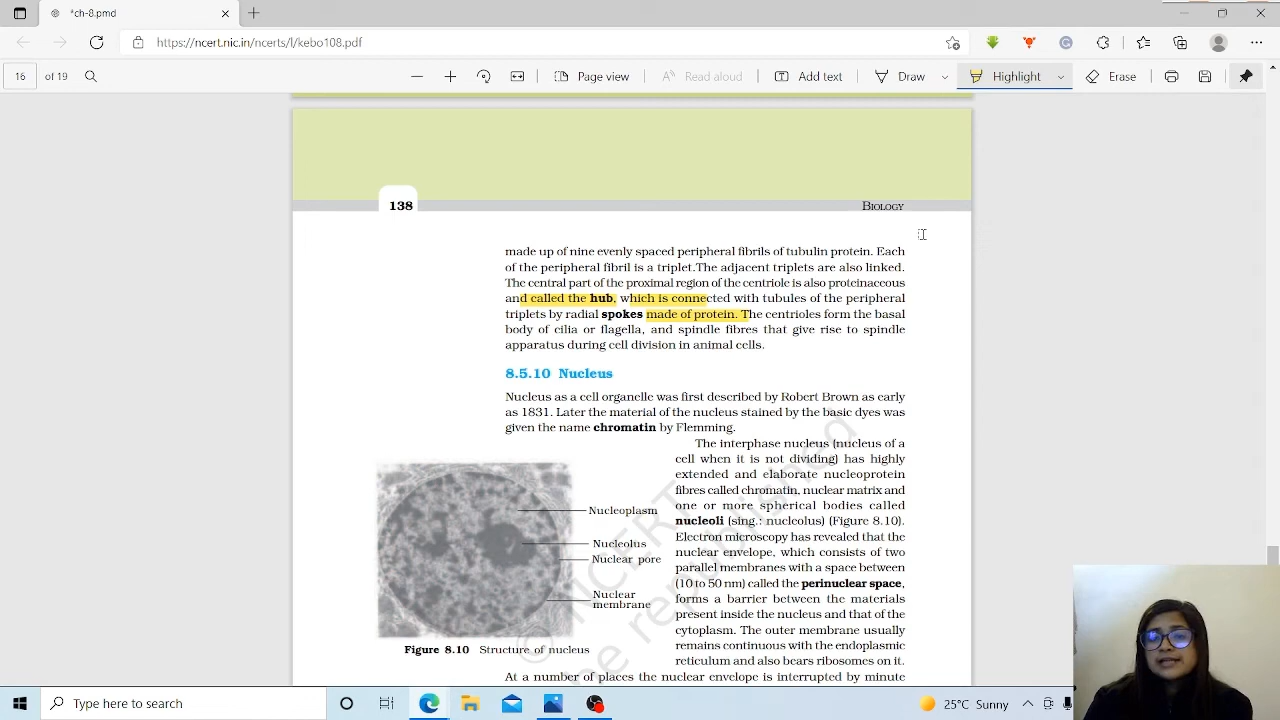 *ch-8.pmd
https://ncert.nic.in/ncerts/l/kebo108.pdf
16 of 19
Page view
Read aloud
Add text
Draw
Highlight
Erase
138
BIOLOGY
made up of nine evenly spaced peripheral fibrils of tubulin protein. Each
of the peripheral fibril is a triplet.The adjacent triplets are also linked.
The central part of the proximal region of the centriole is also proteinaceous
and called the hub, which is connected with tubules of the peripheral
triplets by radial spokes made of protein. The centrioles form the basal
body of cilia or flagella, and spindle fibres that give rise to spindle
apparatus during cell division in animal cells.
8.5.10 Nucleus
Nucleus as a cell organelle was first described by Robert Brown as early
as 1831. Later the material of the nucleus stained by the basic dyes was
given the name chromatin by Flemming.
The interphase nucleus (nucleus of a
cell when it is not dividing) has highly
extended and elaborate nucleoprotein
fibres called chromatin, nuclear matrix and
one or more spherical bodies called
nucleoli (sing.: nucleolus) (Figure 8.10).
Electron microscopy has revealed that the
nuclear envelope, which consists of two
parallel membranes with a space between
(10 to 50 nm) called the perinuclear space,
forms a barrier between the materials
present inside the nucleus and that of the
cytoplasm. The outer membrane usually
remains continuous with the endoplasmic
reticulum and also bears ribosomes on it.
At a number of places the nuclear envelope is interrupted by minute
Nucleoplasm
Nucleolus
Nuclear pore
Nuclear
membrane
Figure 8.10 Structure of nucleus
© NCERT
be republished
Type here to search
25°C Sunny